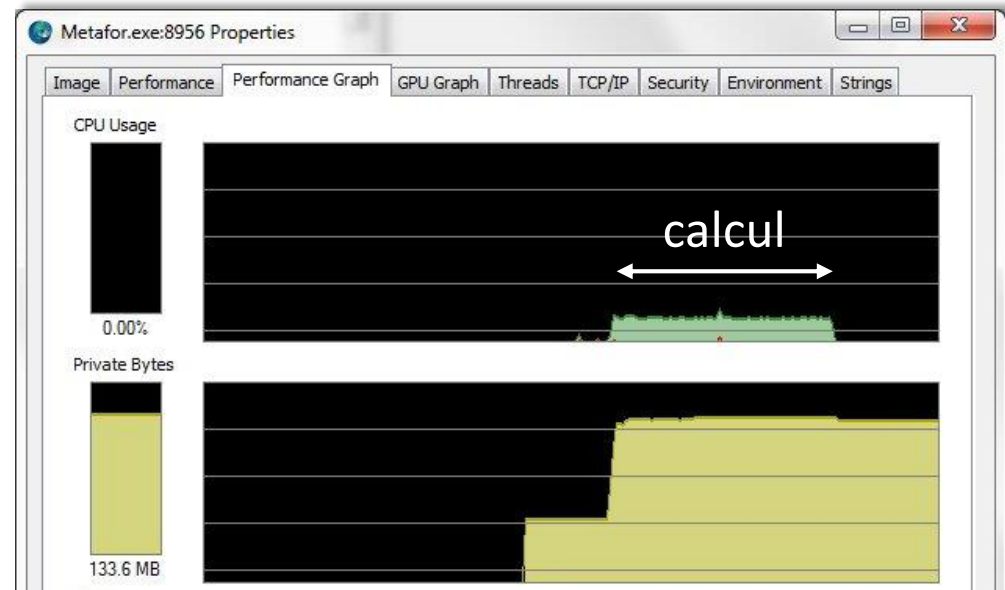 Metafor.exe:8956 Properties
Image Performance Performance Graph GPU Graph Threads TCP/IP Security Environment Strings
CPU Usage
calcul
0.00%
Private Bytes
133.6 MB